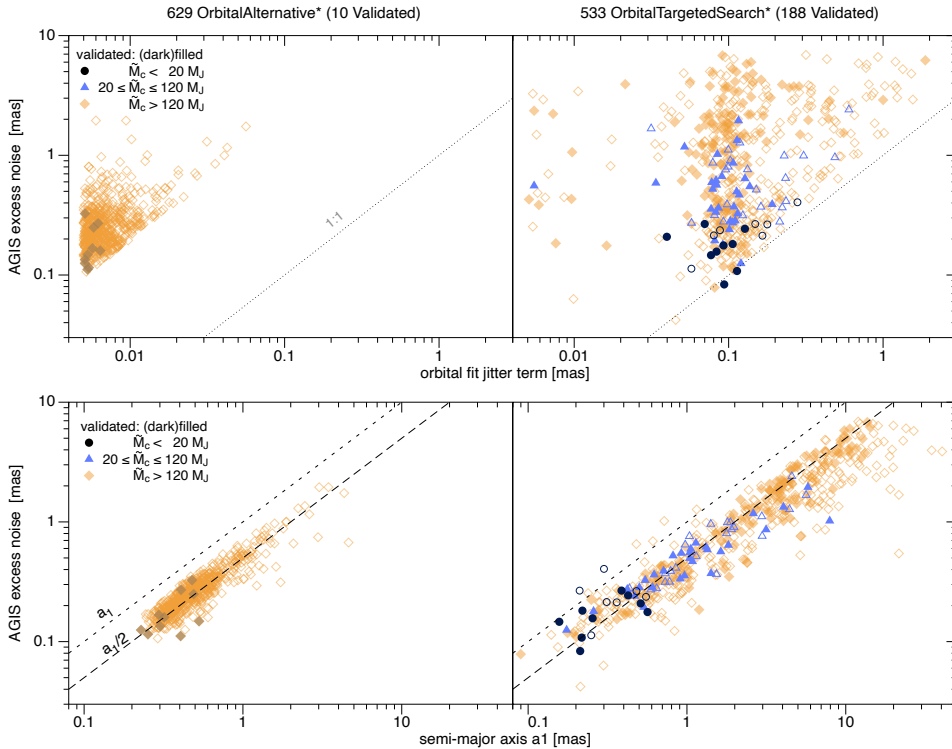 629 OrbitalAlternative* (10 Validated)
533 OrbitalTargetedSearch* (188 Validated)
10
1
0.1
AGIS excess noise [mas]
validated: (dark)filled
M̃c < 20 MJ
20 ≤ M̃c ≤ 120 MJ
M̃c > 120 MJ
1:1
0.01
0.1
1
0.01
0.1
1
orbital fit jitter term [mas]
10
1
0.1
AGIS excess noise [mas]
validated: (dark)filled
M̃c < 20 MJ
20 ≤ M̃c ≤ 120 MJ
M̃c > 120 MJ
a1
a1/2
0.1
1
10
0.1
1
10
semi-major axis a1 [mas]